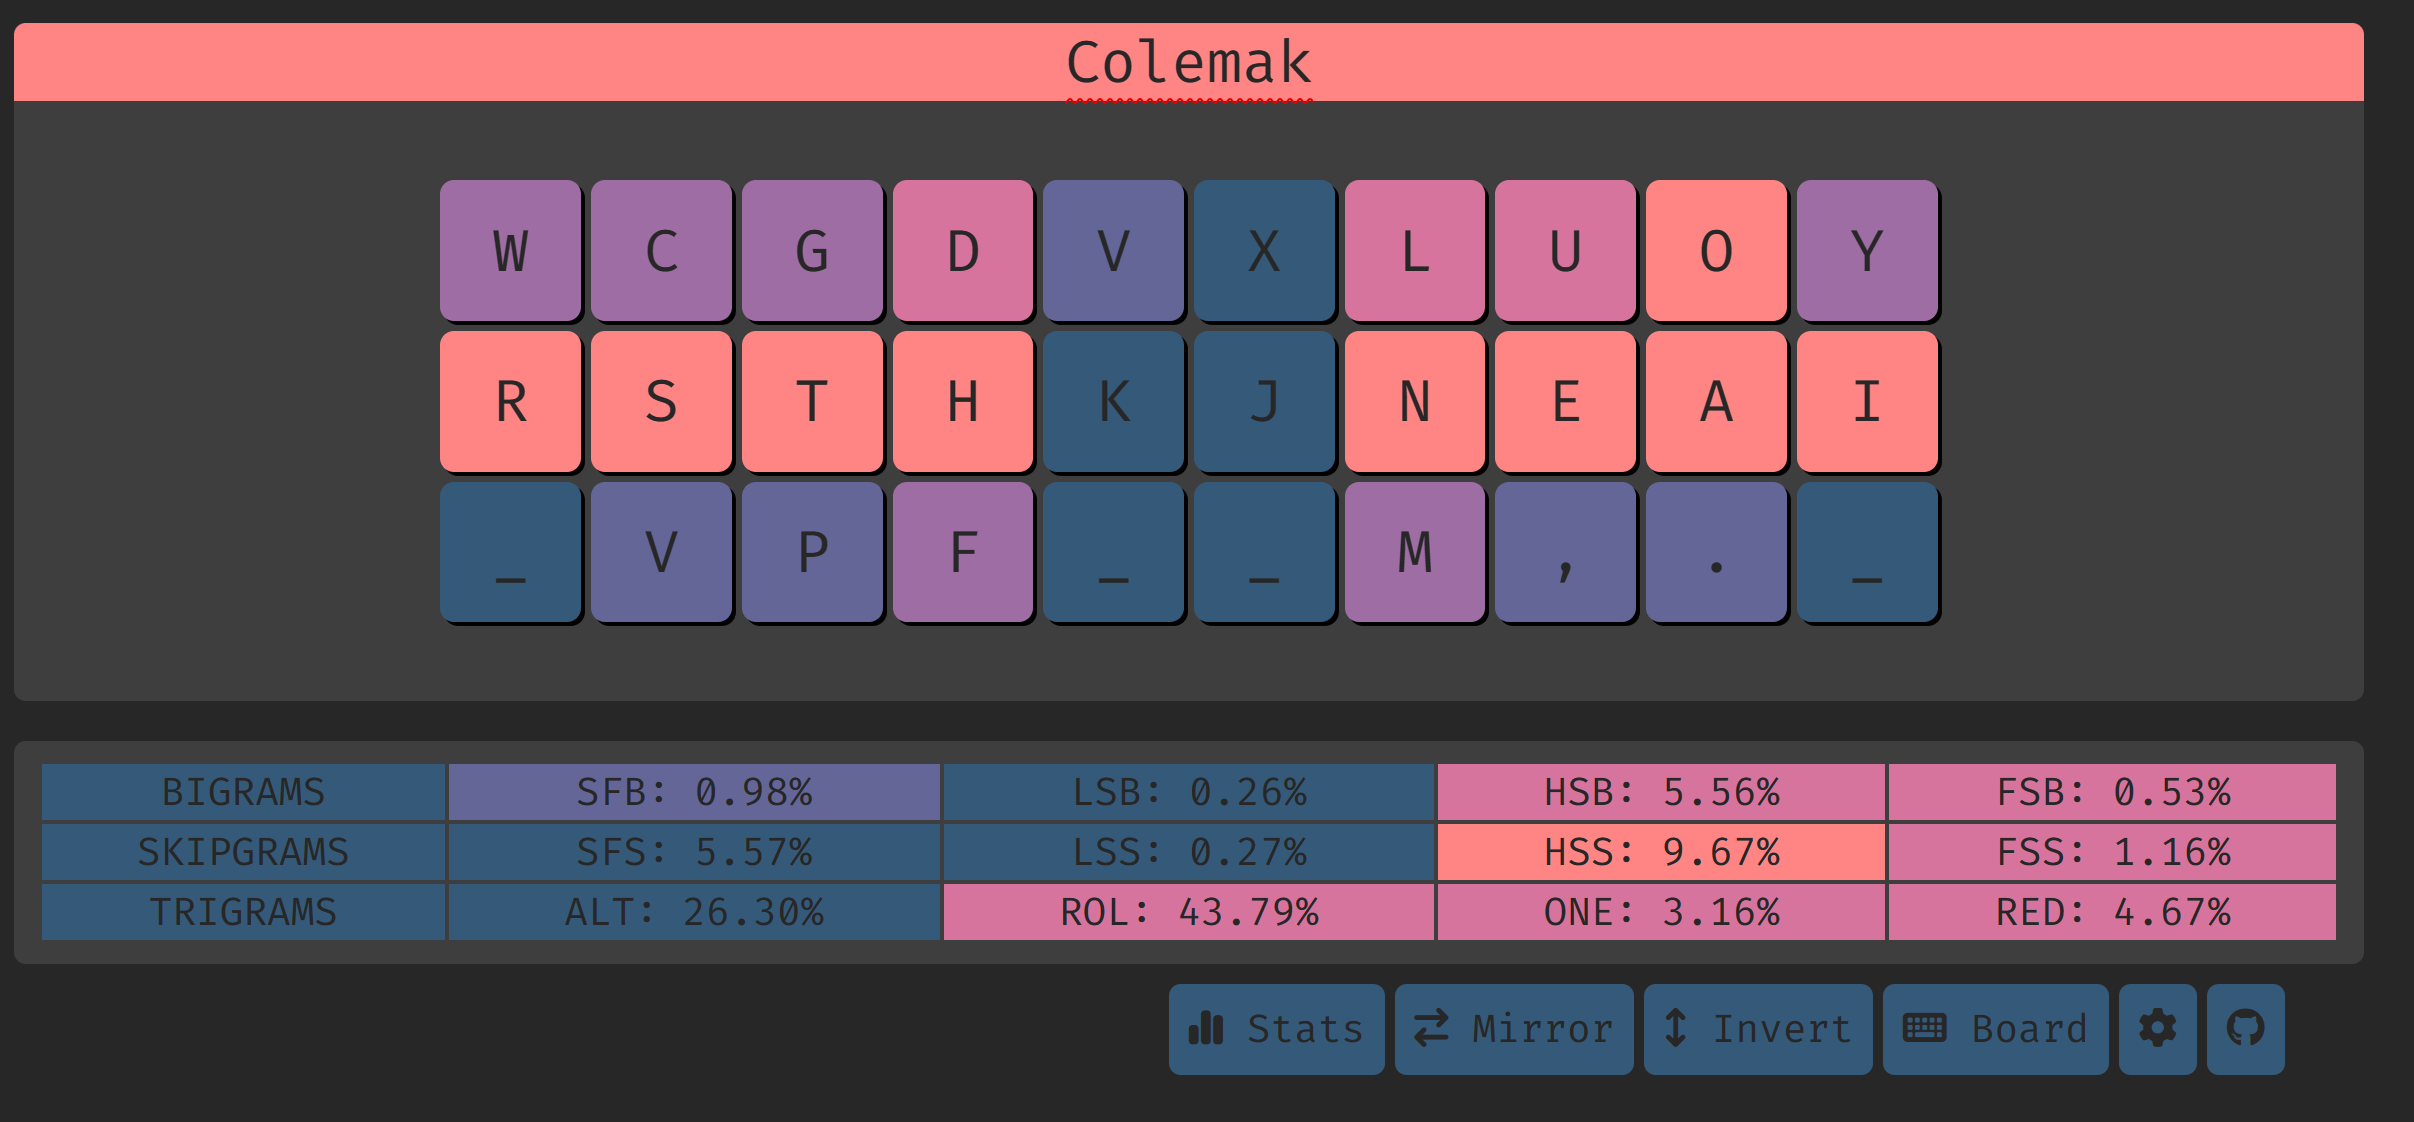 Colemak
W C G D V X L U O Y
R S T H K J N E A I
_ V P F _ _ M , . _
BIGRAMS SFB: 0.98% LSB: 0.26% HSB: 5.56% FSB: 0.53%
SKIPGRAMS SFS: 5.57% LSS: 0.27% HSS: 9.67% FSS: 1.16%
TRIGRAMS ALT: 26.30% ROL: 43.79% ONE: 3.16% RED: 4.67%
Stats Mirror Invert Board